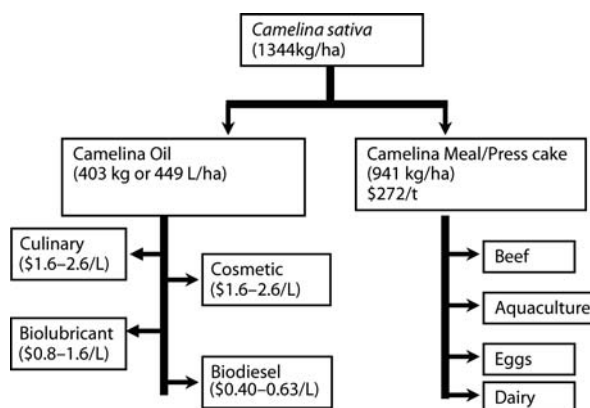 Camelina sativa
(1344kg/ha)
Camelina Oil
(403 kg or 449 L/ha)
Camelina Meal/Press cake
(941 kg/ha)
$272/t
Culinary
($1.6–2.6/L)
Cosmetic
($1.6–2.6/L)
Biolubricant
($0.8–1.6/L)
Biodiesel
($0.40–0.63/L)
Beef
Aquaculture
Eggs
Dairy